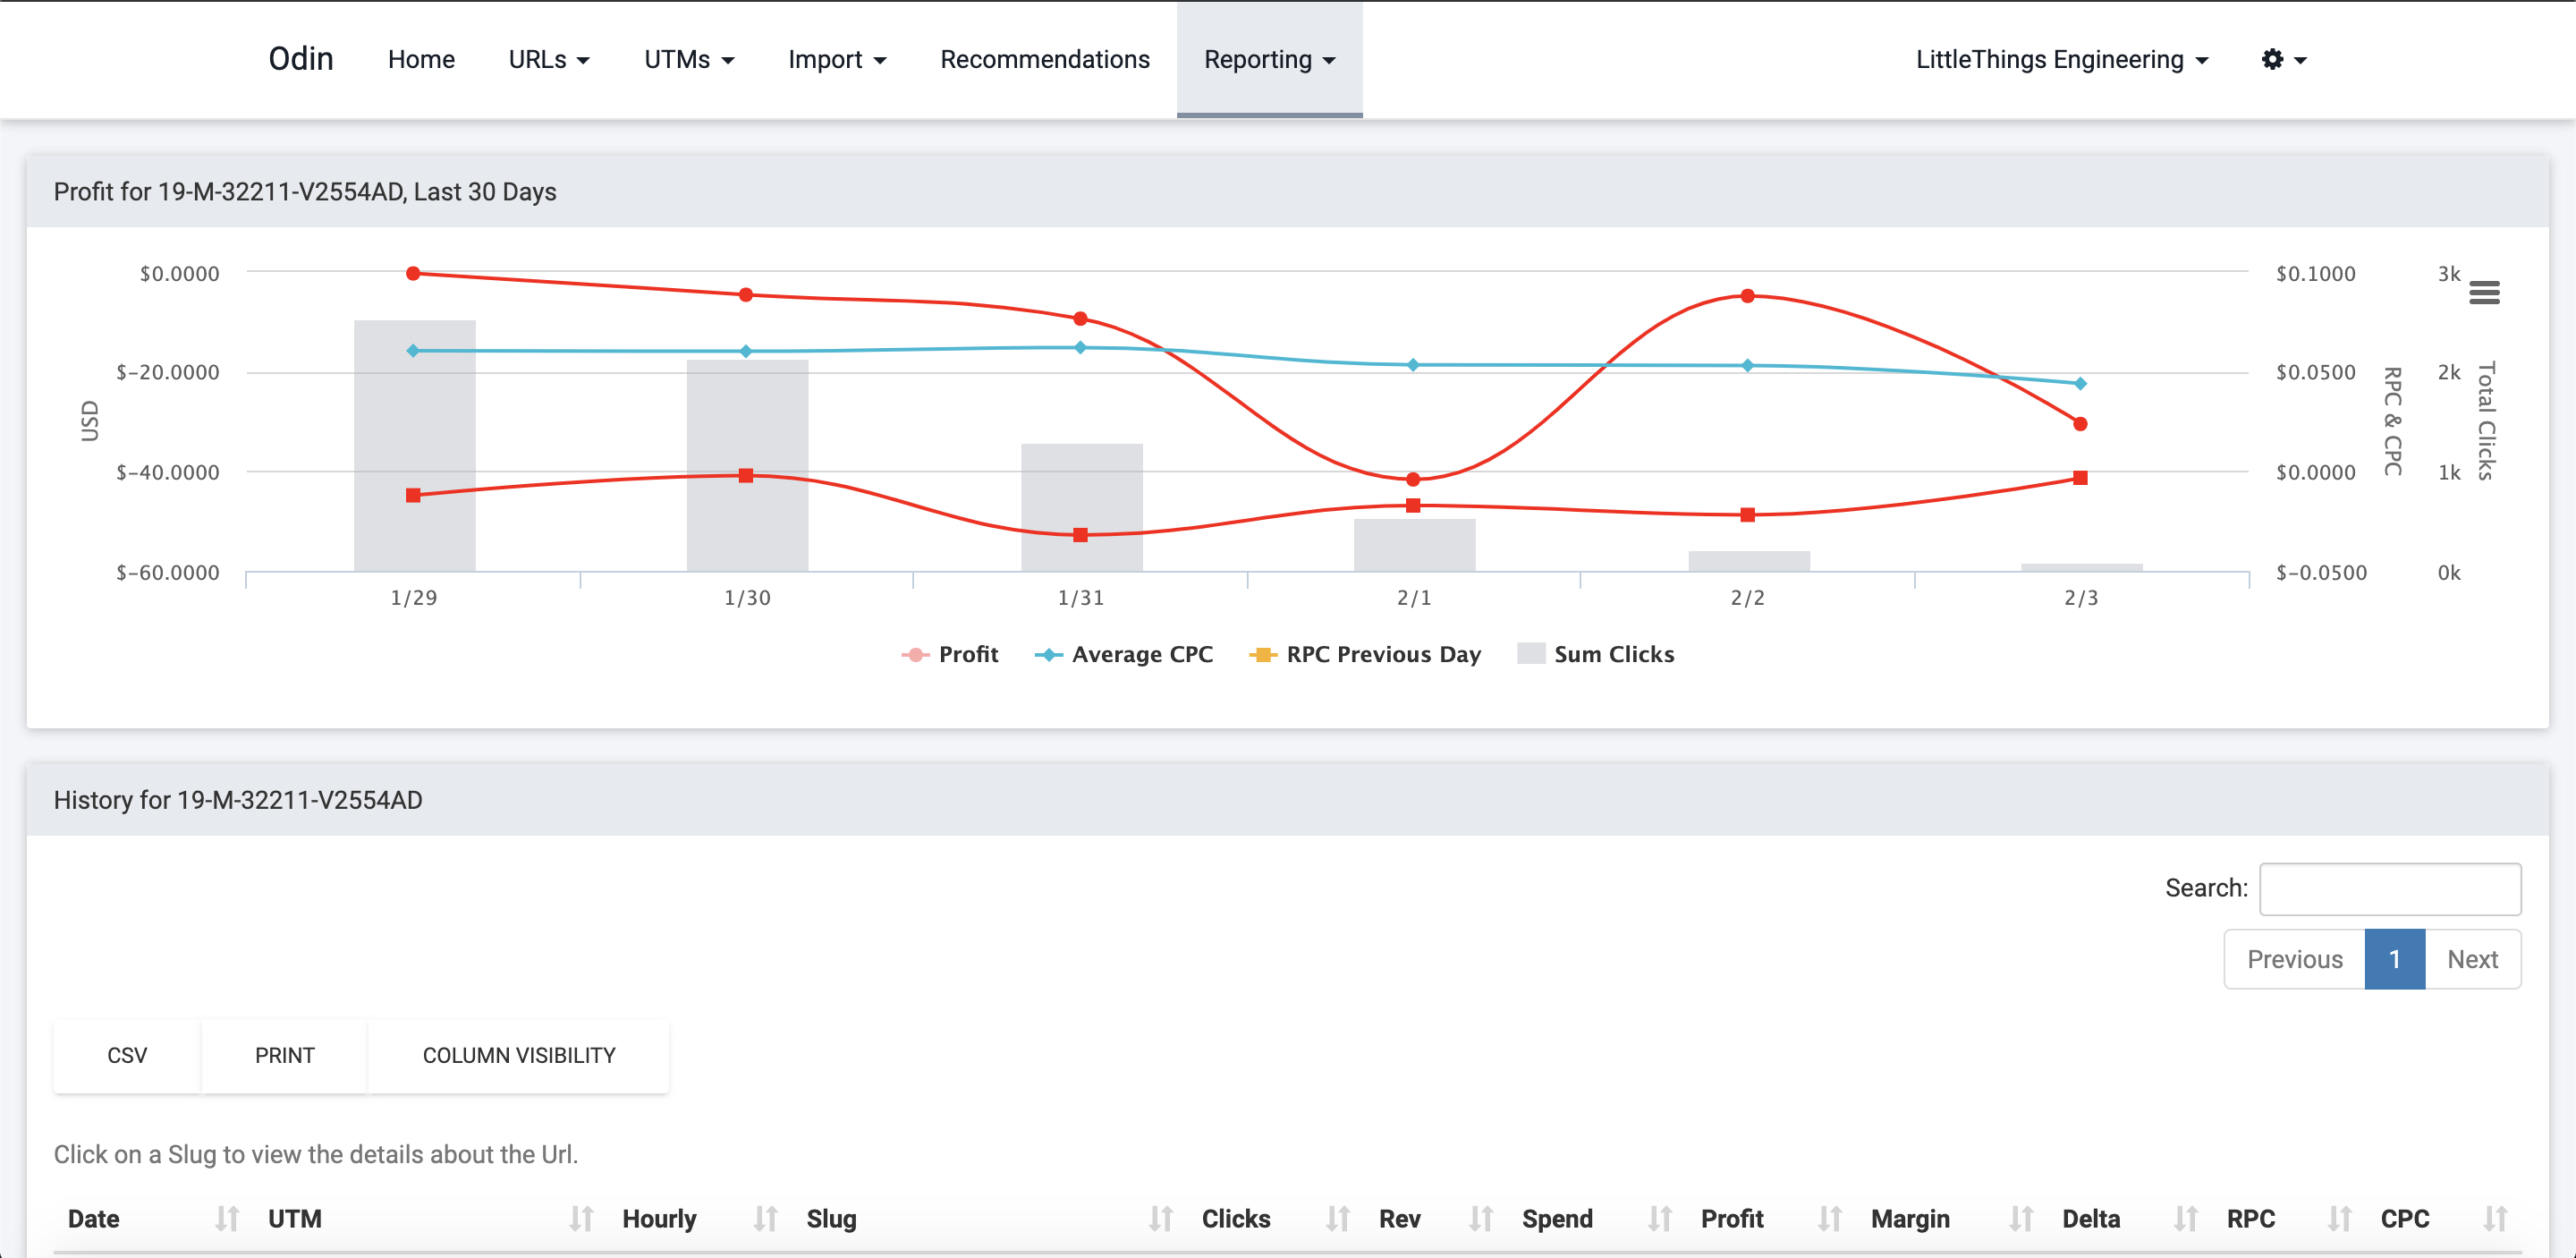 Odin Home URLs UTMs Import Recommendations Reporting LittleThings Engineering
Profit for 19-M-32211-V2554AD, Last 30 Days
$0.0000 $0.1000 3k
$-20.0000 $0.0500 2k
$-40.0000 $0.0000 1k
$-60.0000 $-0.0500 0k
USD
RPC & CPC
Total Clicks
1/29 1/30 1/31 2/1 2/2 2/3
Profit Average CPC RPC Previous Day Sum Clicks
History for 19-M-32211-V2554AD
Search:
Previous 1 Next
CSV PRINT COLUMN VISIBILITY
Click on a Slug to view the details about the Url.
Date UTM Hourly Slug Clicks Rev Spend Profit Margin Delta RPC CPC